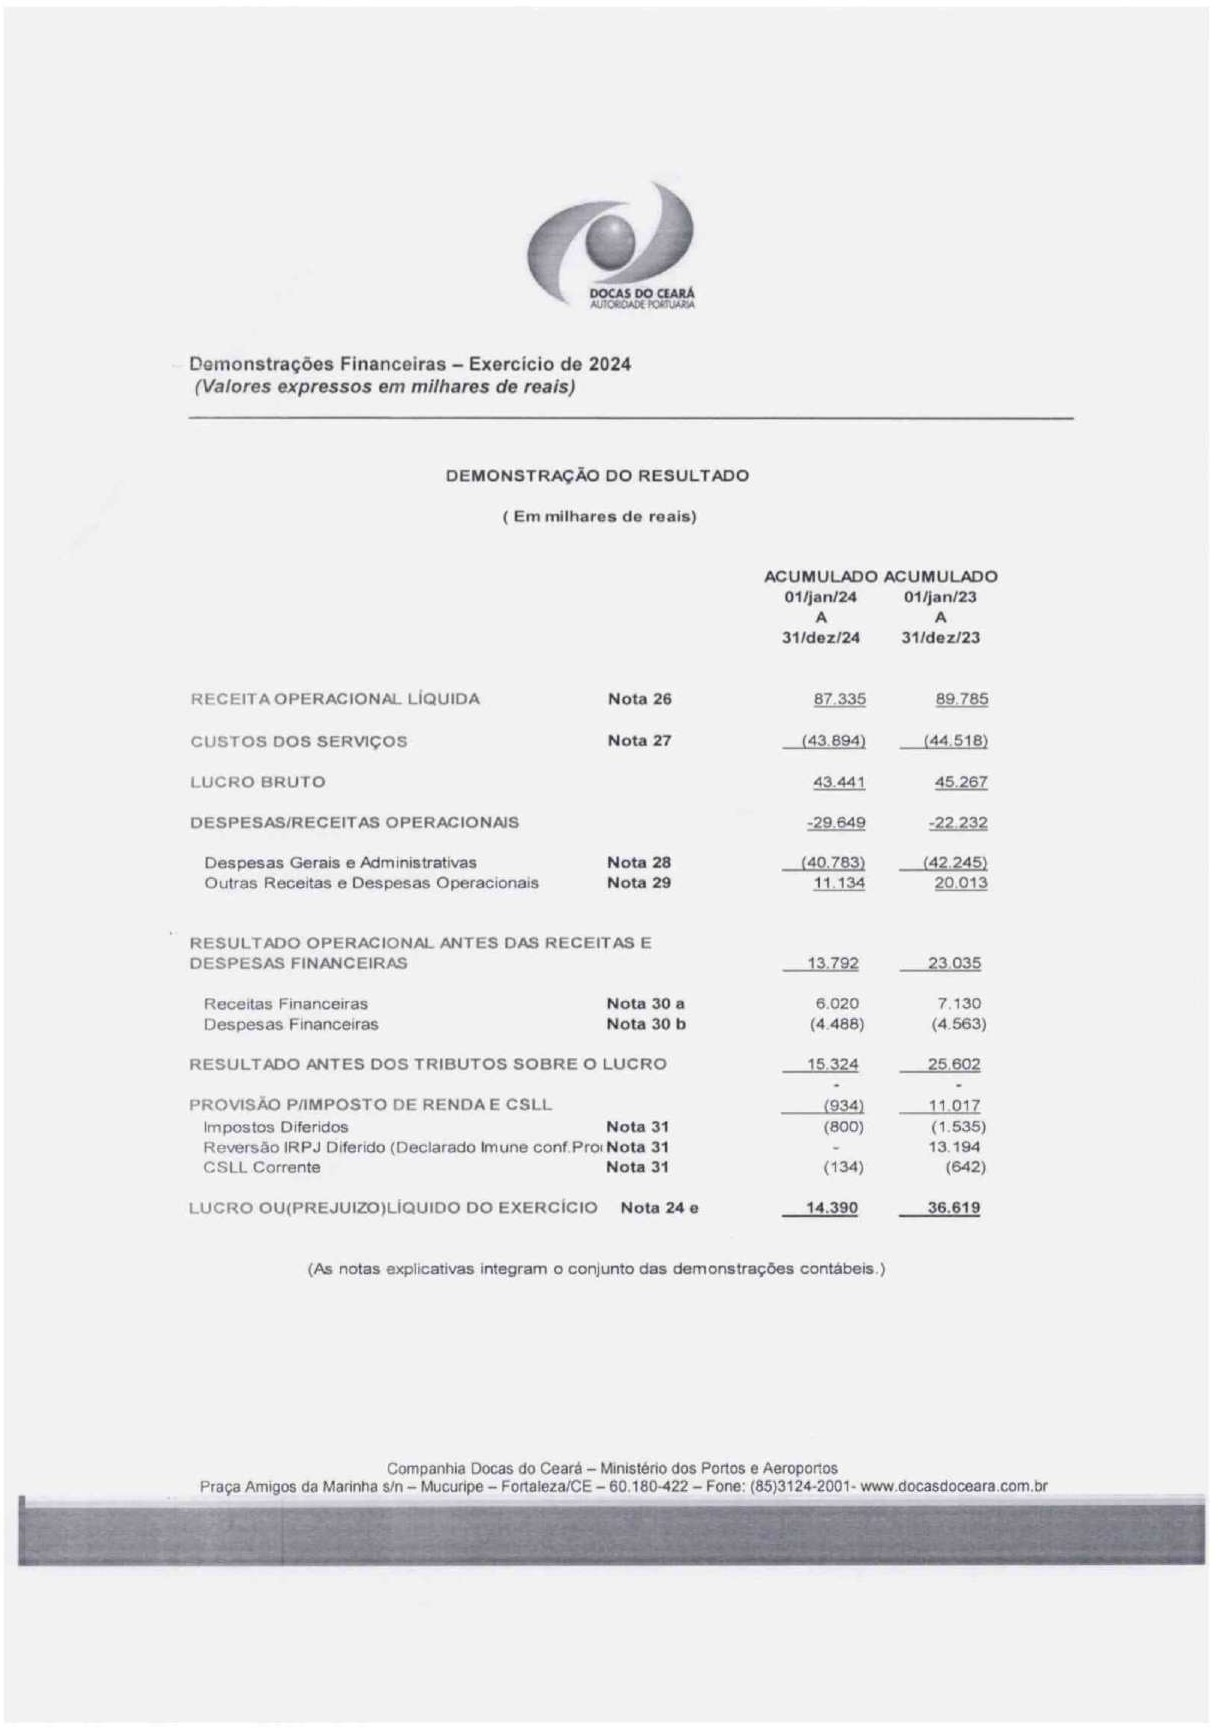 DOCAS DO CEARÁ
AUTORIDADE PORTUÁRIA
Demonstrações Financeiras – Exercício de 2024
(Valores expressos em milhares de reais)
DEMONSTRAÇÃO DO RESULTADO
( Em milhares de reais)
ACUMULADO ACUMULADO
01/jan/24 01/jan/23
A A
31/dez/24 31/dez/23
RECEITA OPERACIONAL LÍQUIDA Nota 26 87.335 89.785
CUSTOS DOS SERVIÇOS Nota 27 (43.894) (44.518)
LUCRO BRUTO 43.441 45.267
DESPESAS/RECEITAS OPERACIONAIS -29.649 -22.232
Despesas Gerais e Administrativas Nota 28 (40.783) (42.245)
Outras Receitas e Despesas Operacionais Nota 29 11.134 20.013
RESULTADO OPERACIONAL ANTES DAS RECEITAS E
DESPESAS FINANCEIRAS 13.792 23.035
Receitas Financeiras Nota 30 a 6.020 7.130
Despesas Financeiras Nota 30 b (4.488) (4.563)
RESULTADO ANTES DOS TRIBUTOS SOBRE O LUCRO 15.324 25.602
- -
PROVISÃO P/IMPOSTO DE RENDA E CSLL (934) 11.017
Impostos Diferidos Nota 31 (800) (1.535)
Reversão IRPJ Diferido (Declarado Imune conf.Pro Nota 31 - 13.194
CSLL Corrente Nota 31 (134) (642)
LUCRO OU(PREJUIZO)LÍQUIDO DO EXERCÍCIO Nota 24 e 14.390 36.619
(As notas explicativas integram o conjunto das demonstrações contábeis.)
Companhia Docas do Ceará – Ministério dos Portos e Aeroportos
Praça Amigos da Marinha s/n – Mucuripe – Fortaleza/CE – 60.180-422 – Fone: (85)3124-2001- www.docasdoceara.com.br